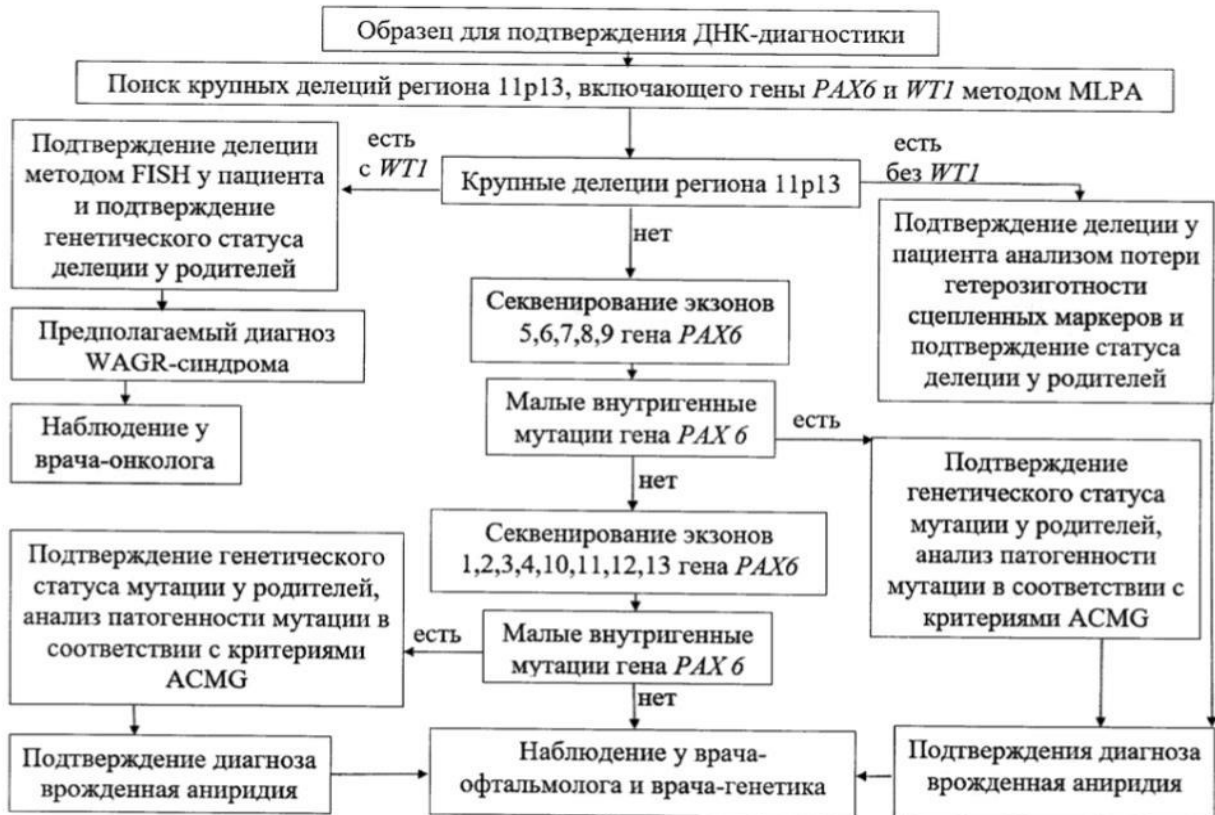 Образец для подтверждения ДНК-диагностики
Поиск крупных делеций региона 11p13, включающего гены PAX6 и WT1 методом MLPA
Подтверждение делеции
методом FISH у пациента
и подтверждение
генетического статуса
делеции у родителей
есть
с WT1
Крупные делеции региона 11p13
есть
без WT1
Подтверждение делеции у
пациента анализом потери
гетерозиготности
сцепленных маркеров и
подтверждение статуса
делеции у родителей
нет
Предполагаемый диагноз
WAGR-синдрома
Наблюдение у
врача-онколога
Секвенирование экзонов
5,6,7,8,9 гена PAX6
Малые внутригенные
мутации гена PAX 6
есть
Подтверждение
генетического статуса
мутации у родителей,
анализ патогенности
мутации в соответствии с
критериями ACMG
нет
Секвенирование экзонов
1,2,3,4,10,11,12,13 гена PAX6
Малые внутригенные
мутации гена PAX 6
есть
Подтверждение генетического
статуса мутации у родителей,
анализ патогенности мутации в
соответствии с критериями
ACMG
нет
Подтверждение диагноза
врожденная аниридия
Наблюдение у врача-
офтальмолога и врача-генетика
Подтверждения диагноза
врожденная аниридия